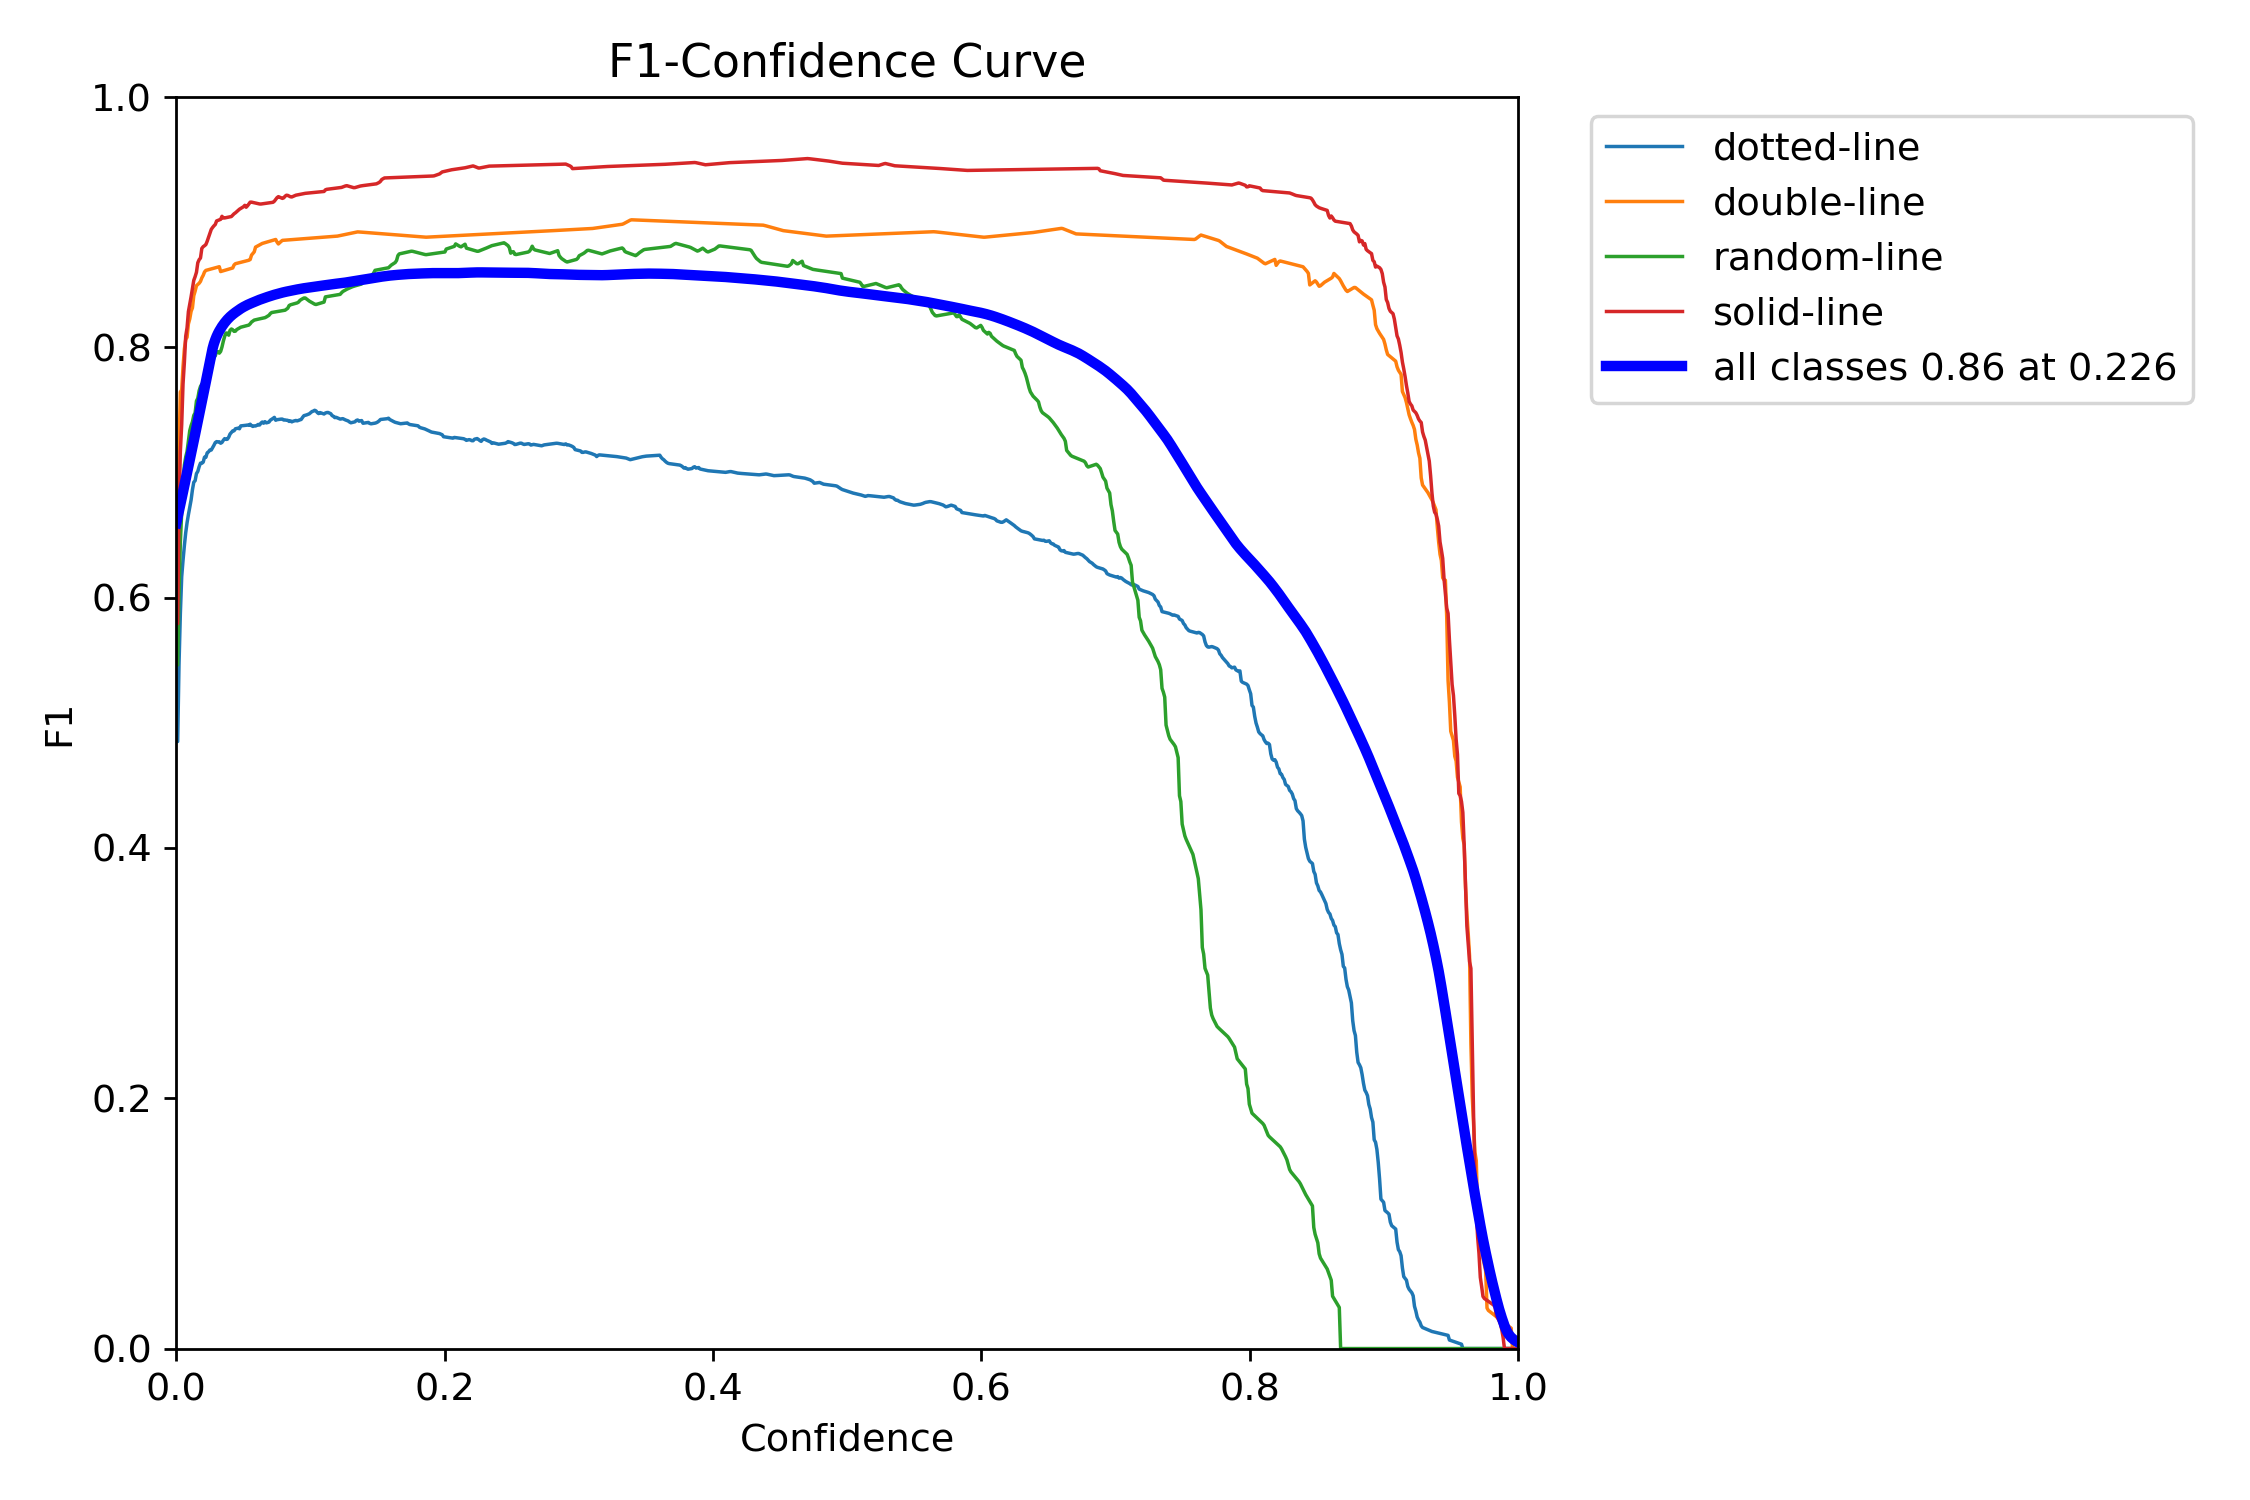 F1-Confidence Curve
1.0
0.8
0.6
0.4
0.2
0.0
F1
0.0 0.2 0.4 0.6 0.8 1.0
Confidence
dotted-line
double-line
random-line
solid-line
all classes 0.86 at 0.226